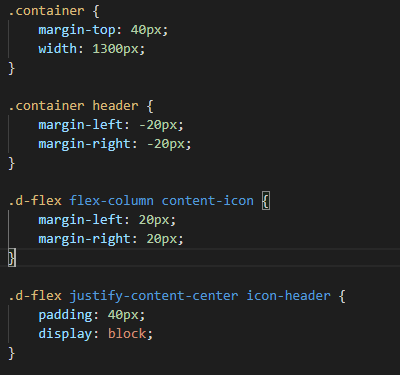 .container {
    margin-top: 40px;
    width: 1300px;
}
.container header {
    margin-left: -20px;
    margin-right: -20px;
}
.d-flex flex-column content-icon {
    margin-left: 20px;
    margin-right: 20px;
}
.d-flex justify-content-center icon-header {
    padding: 40px;
    display: block;
}